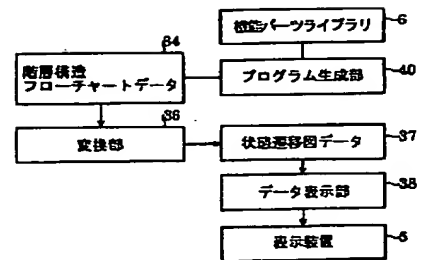 機能パーツライブラリ
6
34
階層構造
フローチャートデータ
プログラム生成部
40
36
変換部
状態遷移図データ
37
データ表示部
38
表示装置
5